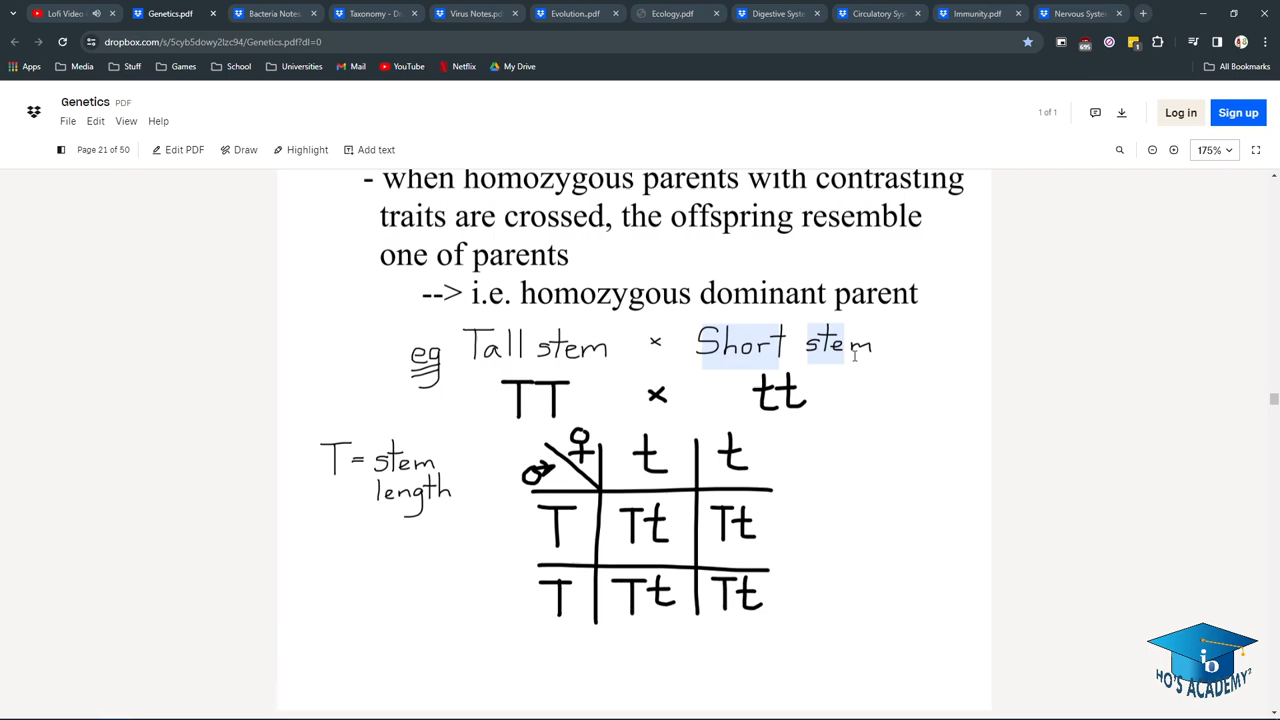 Lofi Video
Genetics.pdf
Bacteria Notes.
Taxonomy - D
Virus Notes.pdf
Evolution..pdf
Ecology.pdf
Digestive Syste
Circulatory Sys
Immunity.pdf
Nervous System
dropbox.com/s/5cyb5dowy2lzc94/Genetics.pdf?dl=0
695
Apps Media Stuff Games School Universities Mail YouTube Netflix My Drive All Bookmarks
Genetics PDF
File Edit View Help
1 of 1
Log in
Sign up
Page 21 of 50 Edit PDF Draw Highlight Add text
175%
- when homozygous parents with contrasting
traits are crossed, the offspring resemble
one of parents
--> i.e. homozygous dominant parent
eg Tall stem × Short stem
TT × tt
T = stem
length
♀ t t
♂
T Tt Tt
T Tt Tt
HO'S ACADEMY